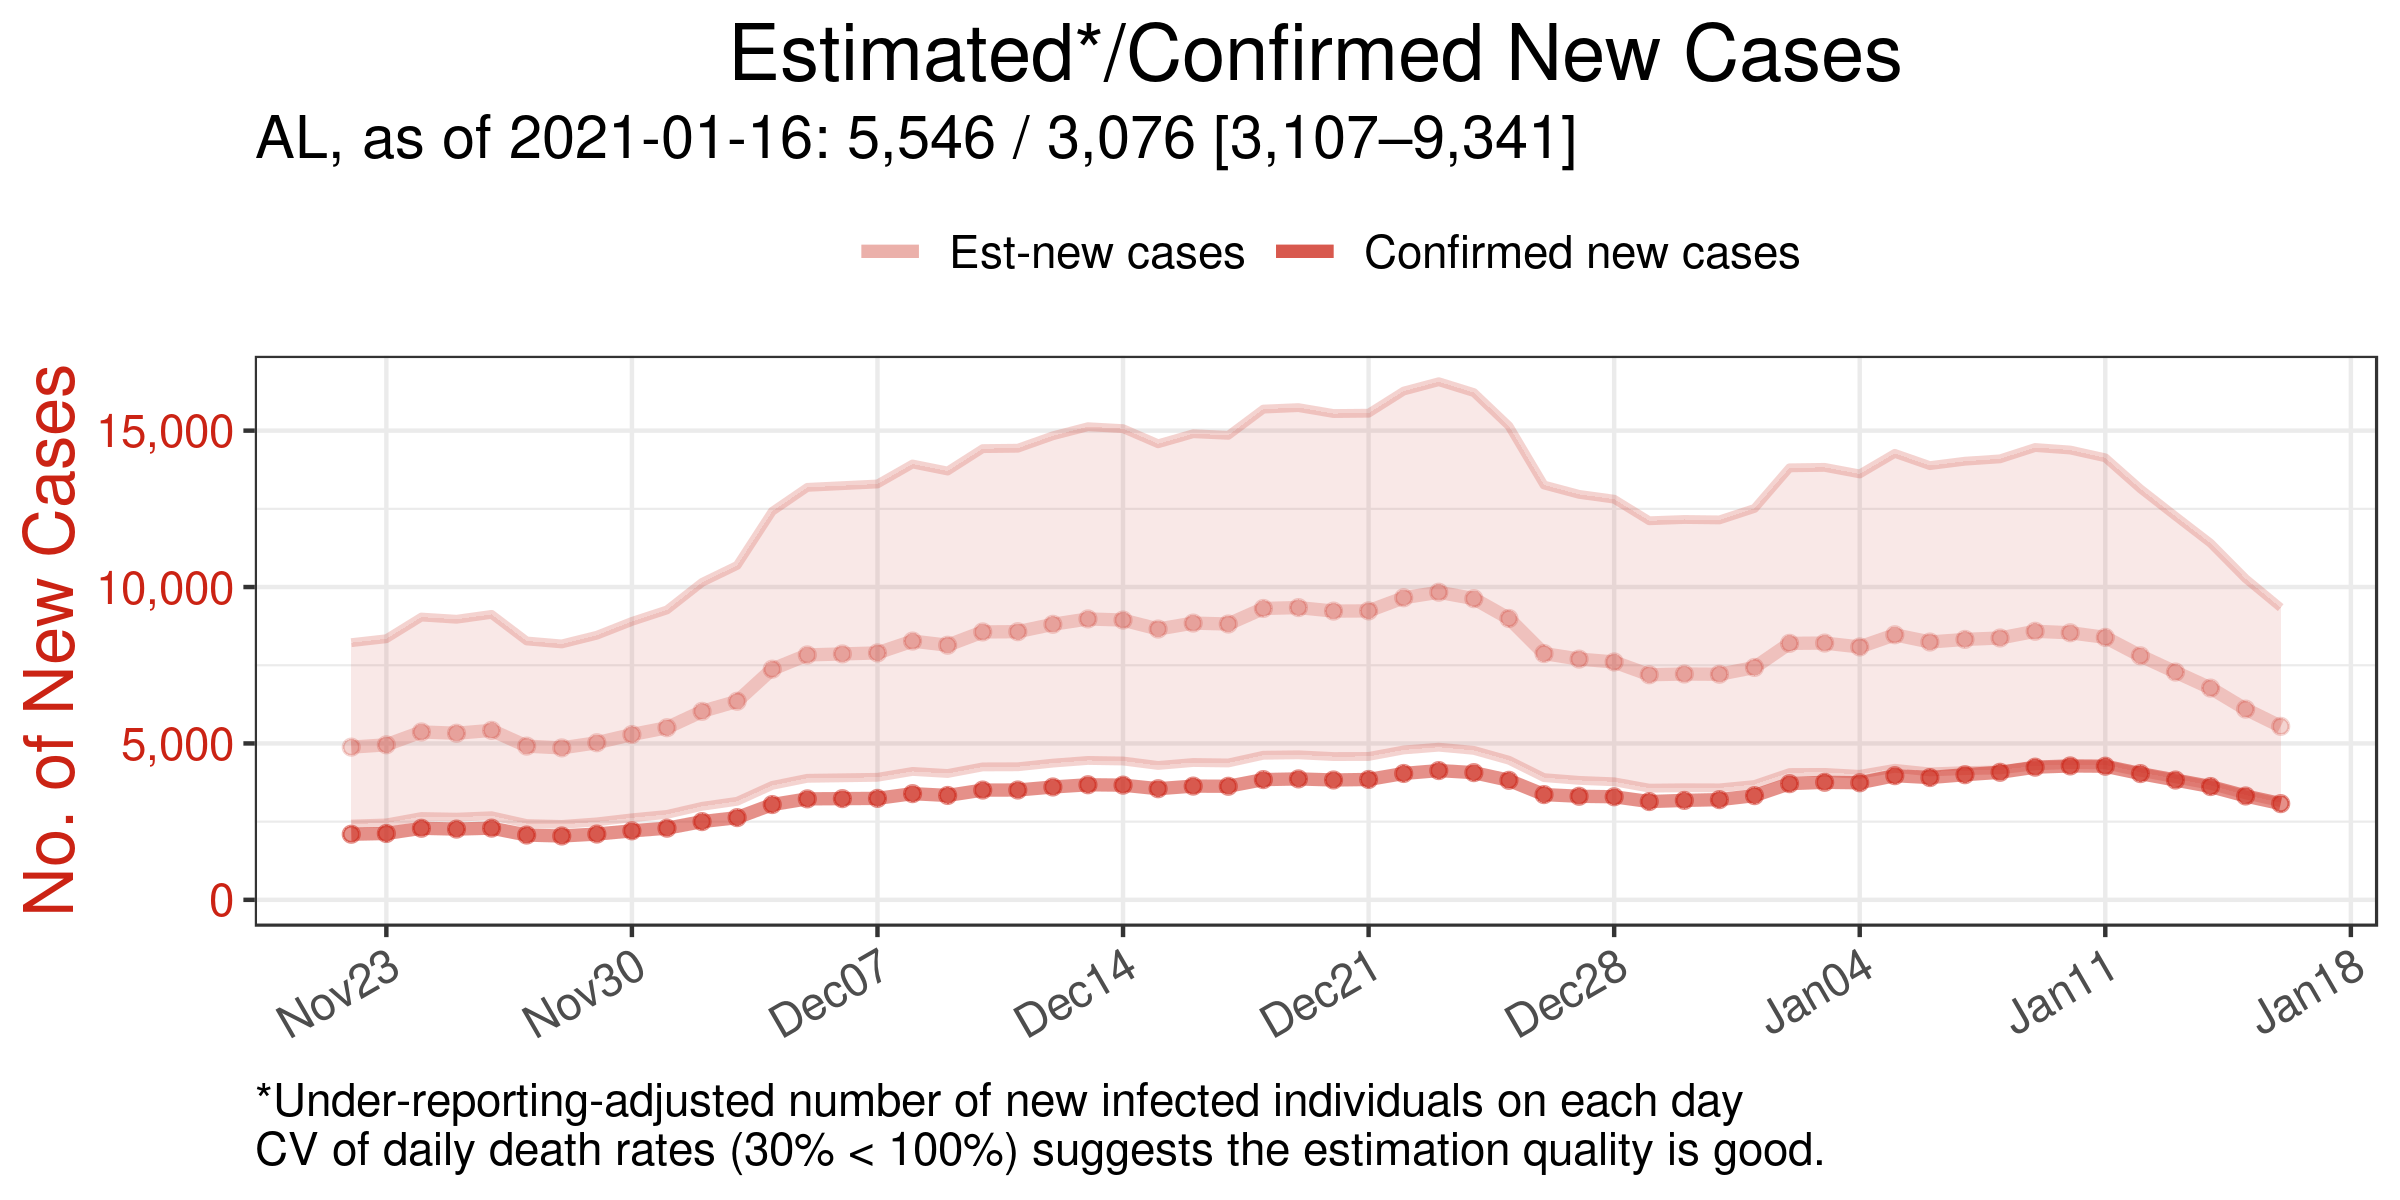 Estimated*/Confirmed New Cases
AL, as of 2021-01-16: 5,546 / 3,076 [3,107–9,341]
Est-new cases
Confirmed new cases
No. of New Cases
15,000
10,000
5,000
0
Nov23
Nov30
Dec07
Dec14
Dec21
Dec28
Jan04
Jan11
Jan18
*Under-reporting-adjusted number of new infected individuals on each day
CV of daily death rates (30% < 100%) suggests the estimation quality is good.